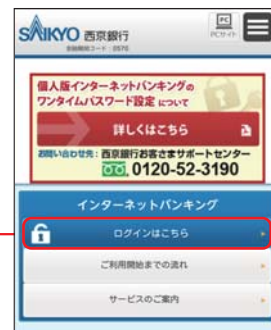 SAIKYO 西京銀行
金融機関コード：0570
PC
PCサイト
個人版インターネットバンキングの
ワンタイムパスワード設定 について
詳しくはこちら
お問い合わせ先：西京銀行お客さまサポートセンター
0120-52-3190
インターネットバンキング
ログインはこちら
ご利用開始までの流れ
サービスのご案内